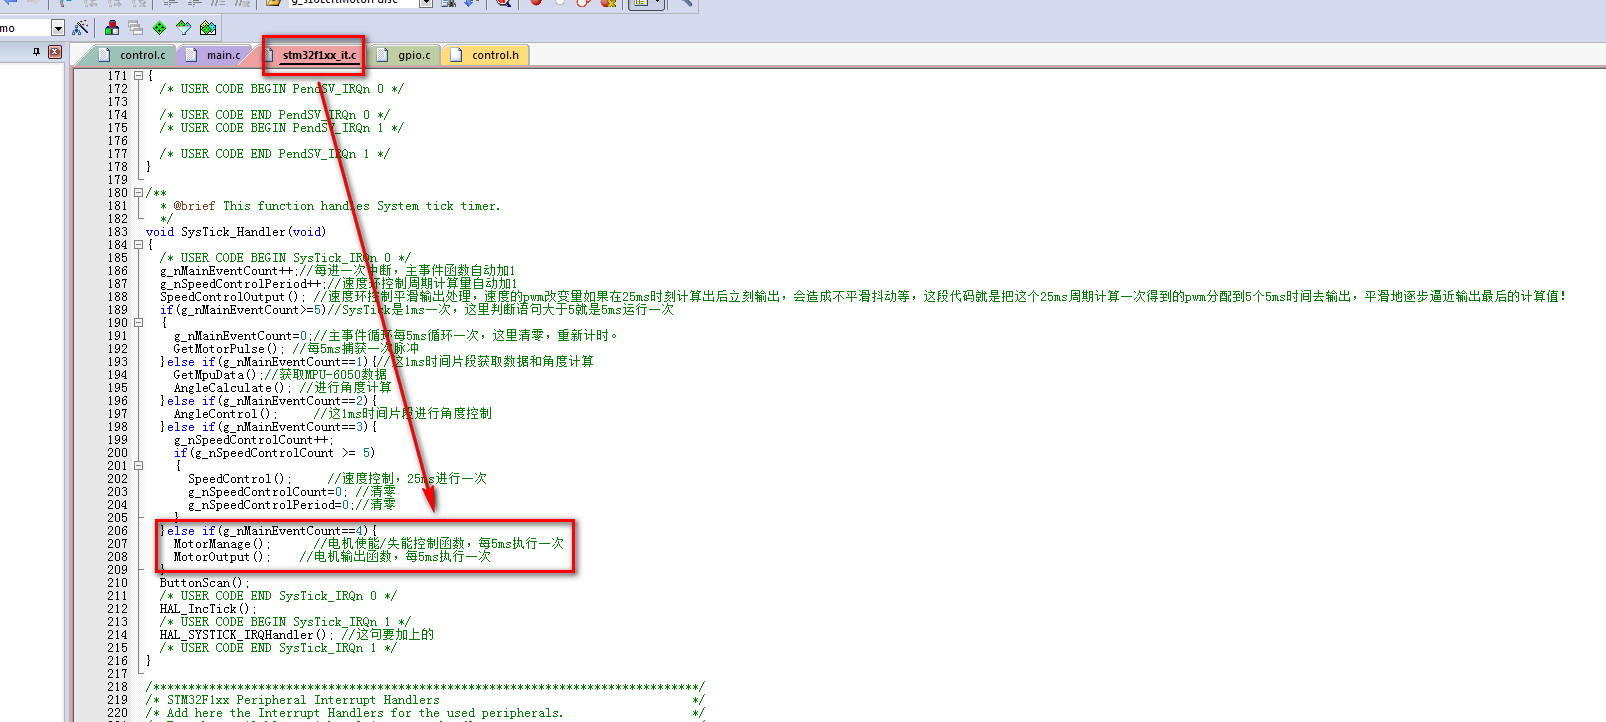 mo
control.c main.c stm32f1xx_it.c gpio.c control.h
171 {
172 /* USER CODE BEGIN PendSV_IRQn 0 */
173
174 /* USER CODE END PendSV_IRQn 0 */
175 /* USER CODE BEGIN PendSV_IRQn 1 */
176
177 /* USER CODE END PendSV_IRQn 1 */
178 }
179
180 /**
181 * @brief This function handles System tick timer.
182 */
183 void SysTick_Handler(void)
184 {
185 /* USER CODE BEGIN SysTick_IRQn 0 */
186 g_nMainEventCount++;//每进一次中断，主事件函数自动加1
187 g_nSpeedControlPeriod++;//速度环控制周期计算量自动加1
188 SpeedControlOutput(); //速度环控制平滑输出处理，速度的pwm改变量如果在25ms时刻计算出后立刻输出，会造成不平滑抖动等，这段代码就是把这个25ms周期计算一次得到的pwm分配到5个5ms时间去输出，平滑地逐步逼近输出最后的计算值！
189 if(g_nMainEventCount>=5)//SysTick是1ms一次，这里判断语句大于5就是5ms运行一次
190 {
191 g_nMainEventCount=0;//主事件循环每5ms循环一次，这里清零，重新计时。
192 GetMotorPulse(); //每5ms捕获一次脉冲
193 }else if(g_nMainEventCount==1){//这1ms时间片段获取数据和角度计算
194 GetMpuData();//获取MPU-6050数据
195 AngleCalculate(); //进行角度计算
196 }else if(g_nMainEventCount==2){
197 AngleControl(); //这1ms时间片段进行角度控制
198 }else if(g_nMainEventCount==3){
199 g_nSpeedControlCount++;
200 if(g_nSpeedControlCount >= 5)
201 {
202 SpeedControl(); //速度控制，25ms进行一次
203 g_nSpeedControlCount=0; //清零
204 g_nSpeedControlPeriod=0;//清零
205 }
206 }else if(g_nMainEventCount==4){
207 MotorManage(); //电机使能/失能控制函数，每5ms执行一次
208 MotorOutput(); //电机输出函数，每5ms执行一次
209 }
210 ButtonScan();
211 /* USER CODE END SysTick_IRQn 0 */
212 HAL_IncTick();
213 /* USER CODE BEGIN SysTick_IRQn 1 */
214 HAL_SYSTICK_IRQHandler(); //这句要加上的
215 /* USER CODE END SysTick_IRQn 1 */
216 }
217
218 /******************************************************************************/
219 /* STM32F1xx Peripheral Interrupt Handlers */
220 /* Add here the Interrupt Handlers for the used peripherals. */